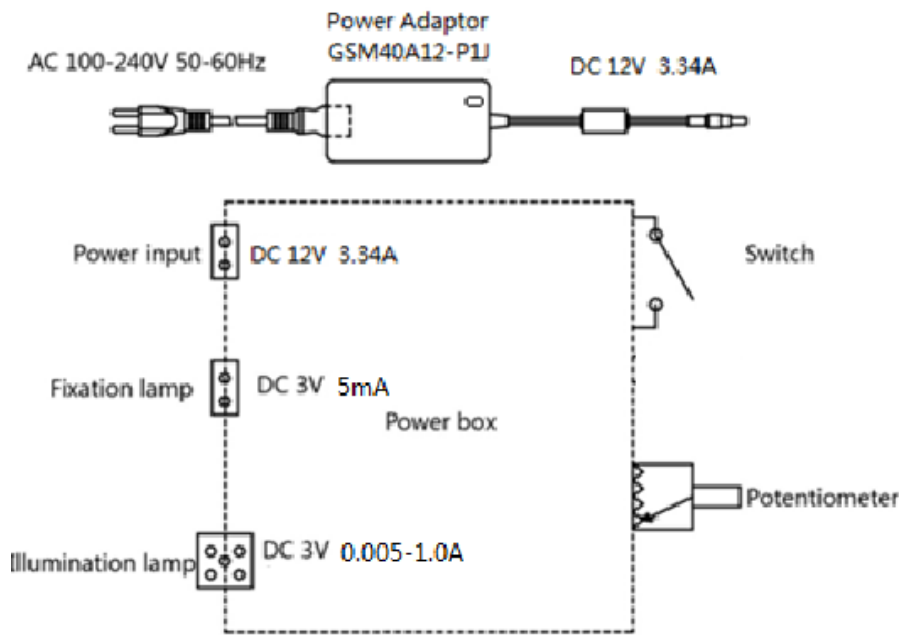 Power Adaptor
GSM40A12-P1J
AC 100-240V 50-60Hz
DC 12V 3.34A
Power input
DC 12V 3.34A
Switch
Fixation lamp
DC 3V 5mA
Power box
Potentiometer
Illumination lamp
DC 3V 0.005-1.0A